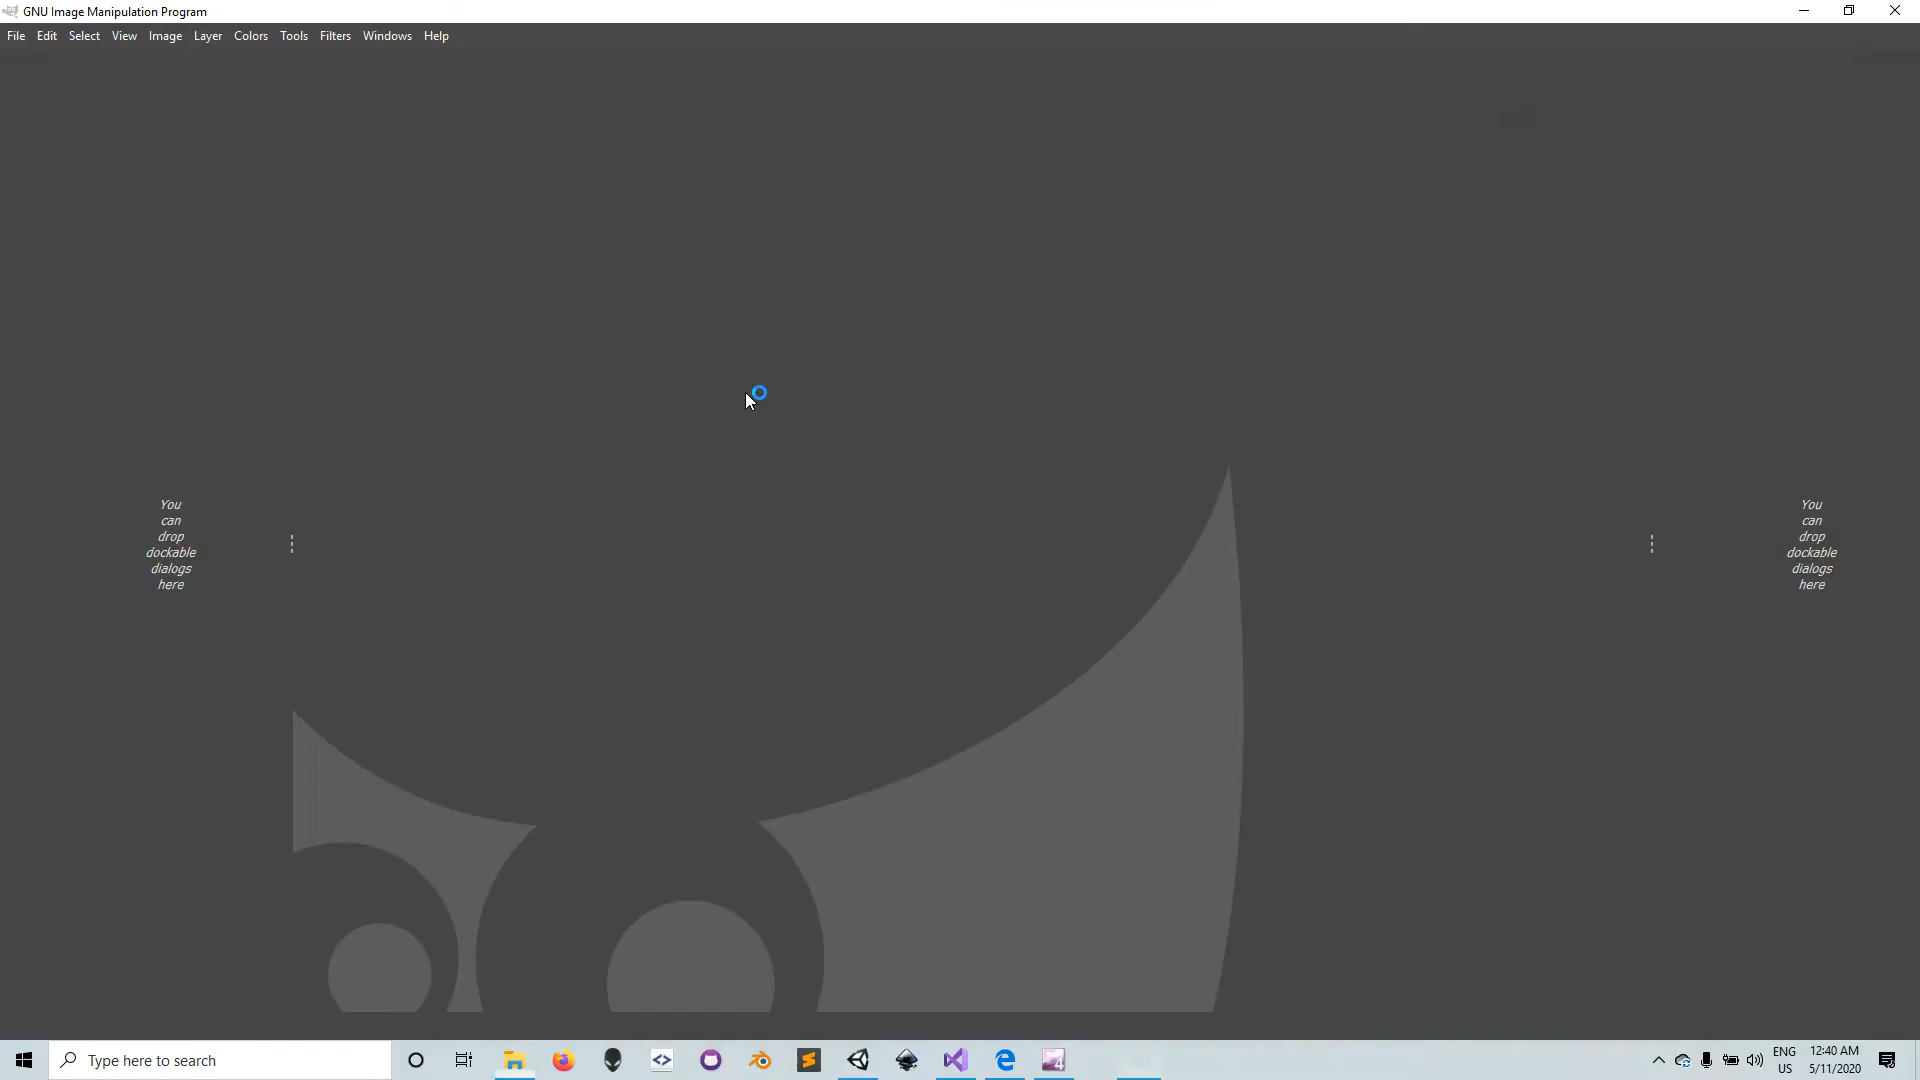 GNU Image Manipulation Program
File Edit Select View Image Layer Colors Tools Filters Windows Help
You
can
drop
dockable
dialogs
here
You
can
drop
dockable
dialogs
here
Type here to search
4
ENG
US
12:40 AM
5/11/2020